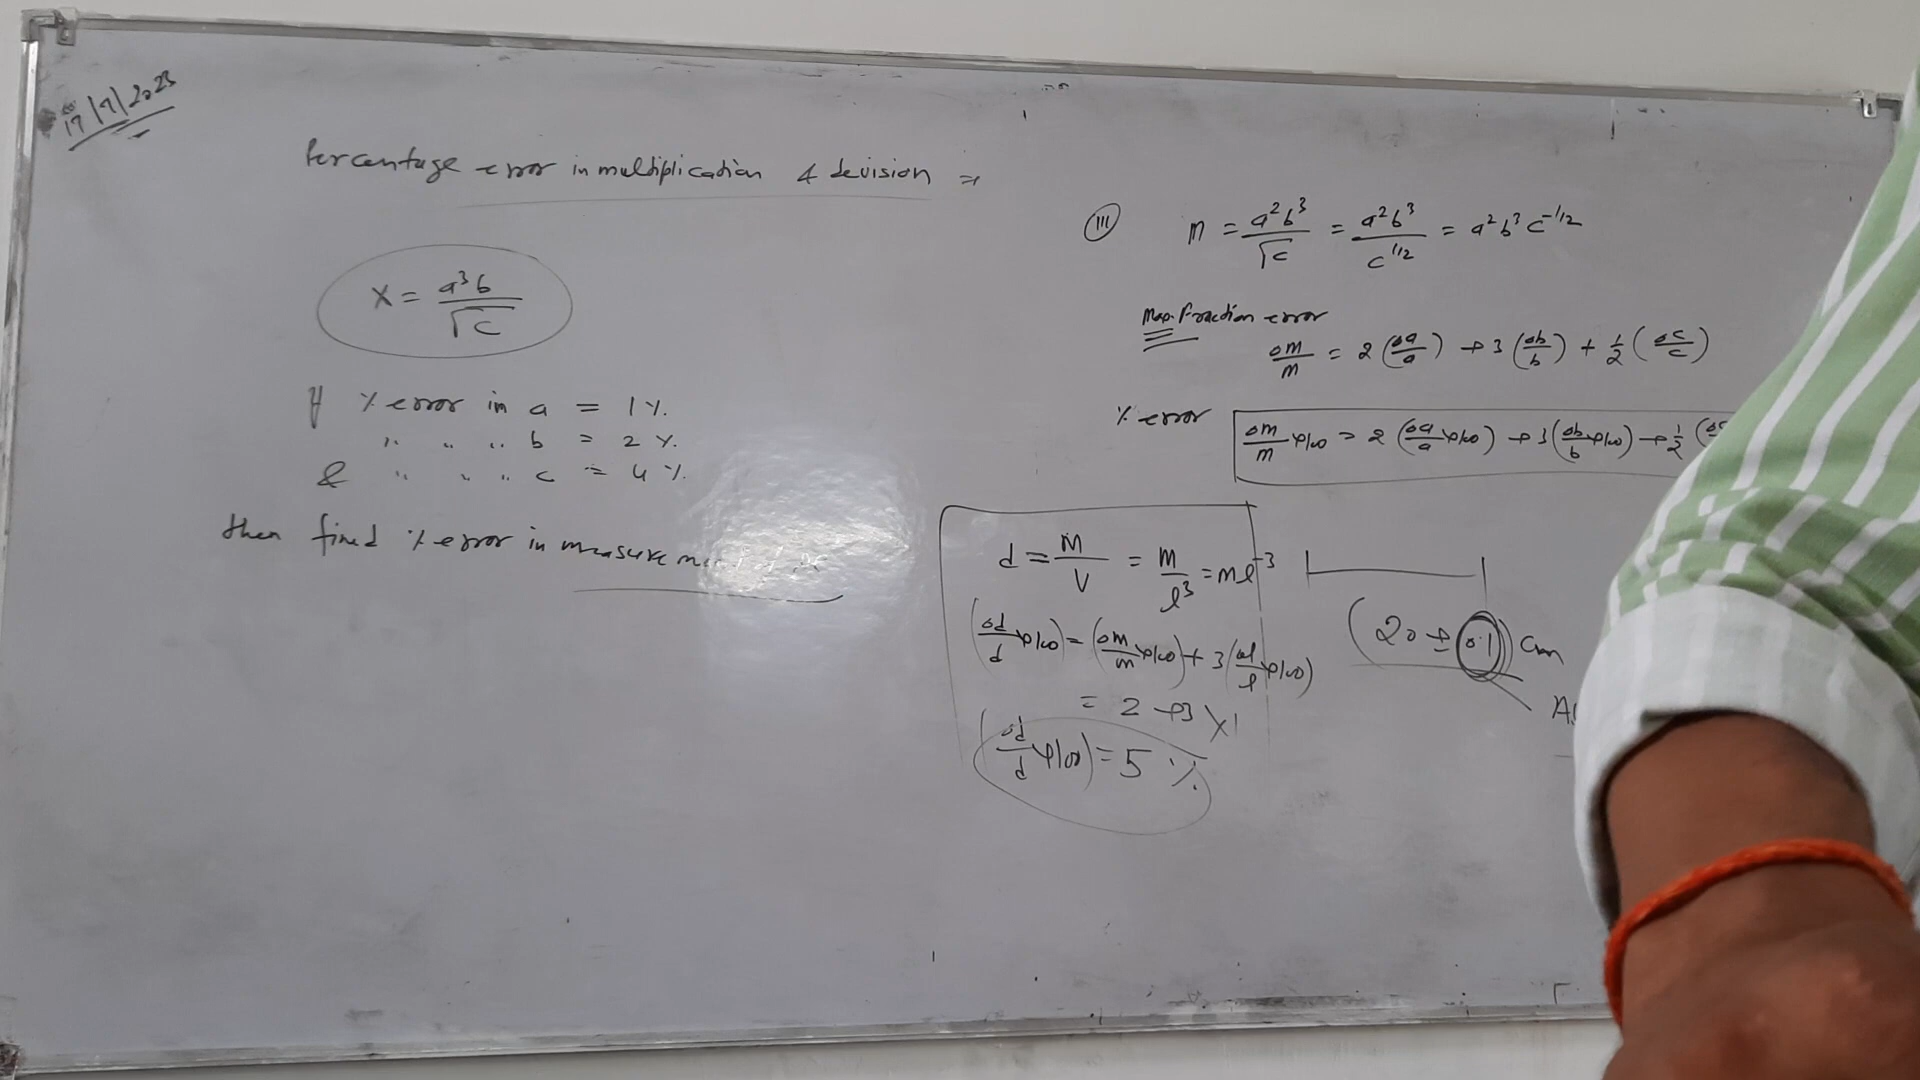 17/7/2023
Percentage error in multiplication & devision ⇒
X = a³b / √c
If % error in a = 1%.
" " " b = 2%.
& " " " c = 4%.
then find % error in measurement of
(III) m = a²b³/√c = a²b³/c^1/2 = a²b³c^-1/2
Max. fraction error
Δm/m = 2(Δa/a) + 3(Δb/b) + 1/2(Δc/c)
% error Δm/m × 100 = 2(Δa/a × 100) + 3(Δb/b × 100) + 1/2(Δc
d = M/V = m/l³ = ml^-3
(Δd/d × 100) = (Δm/m × 100) + 3(Δl/l × 100)
= 2 + 3 × 1
(Δd/d × 100) = 5 %.
(20 ± 0.1) cm